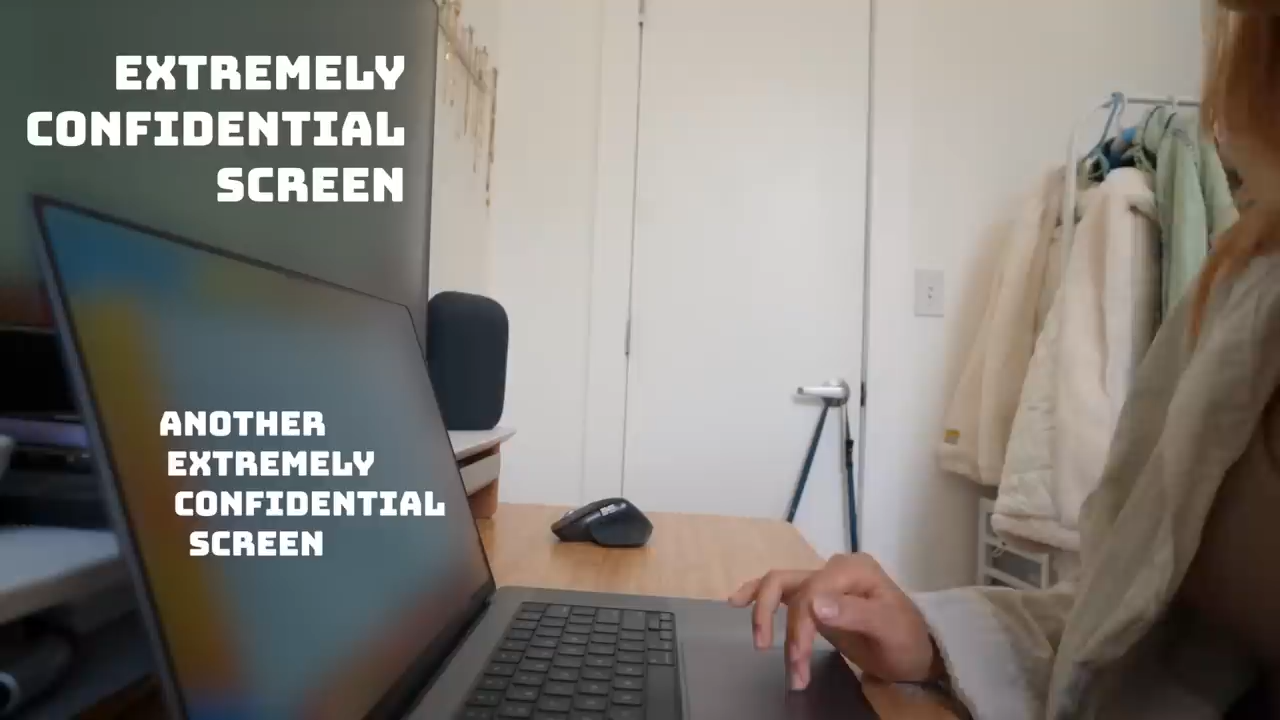 EXTREMELY
CONFIDENTIAL
SCREEN
ANOTHER
EXTREMELY
CONFIDENTIAL
SCREEN